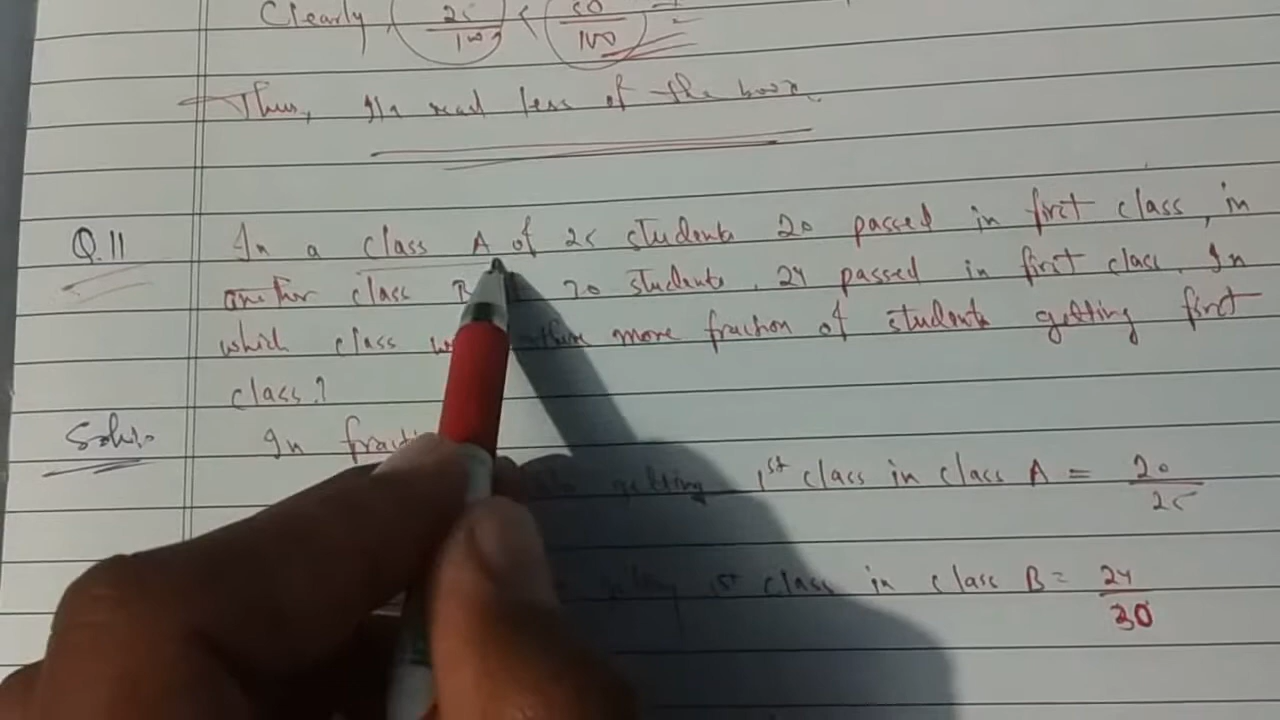 Clearly, 25/100 < 50/100
Thus, read less of the book.
Q.11 In a class A of 25 students 20 passed in first class, in
another class B 30 students, 24 passed in first class. In
which class more fraction of students getting first
class?
Soln. In
getting 1st class in class A = 20/25
1st class in class B = 24/30